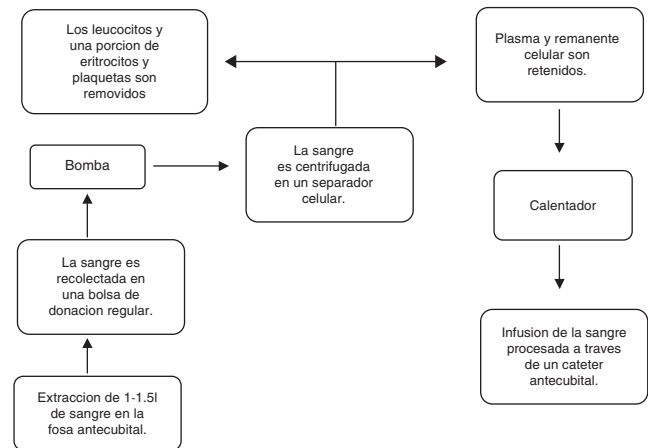 Los leucocitos y
una porcion de
eritrocitos y
plaquetas son
removidos
Plasma y remanente
celular son
retenidos.
Bomba
La sangre
es centrifugada
en un separador
celular.
Calentador
La sangre es
recolectada en
una bolsa de
donacion regular.
Infusion de la sangre
procesada a traves
de un cateter
antecubital.
Extraccion de 1-1.5l
de sangre en la
fosa antecubital.